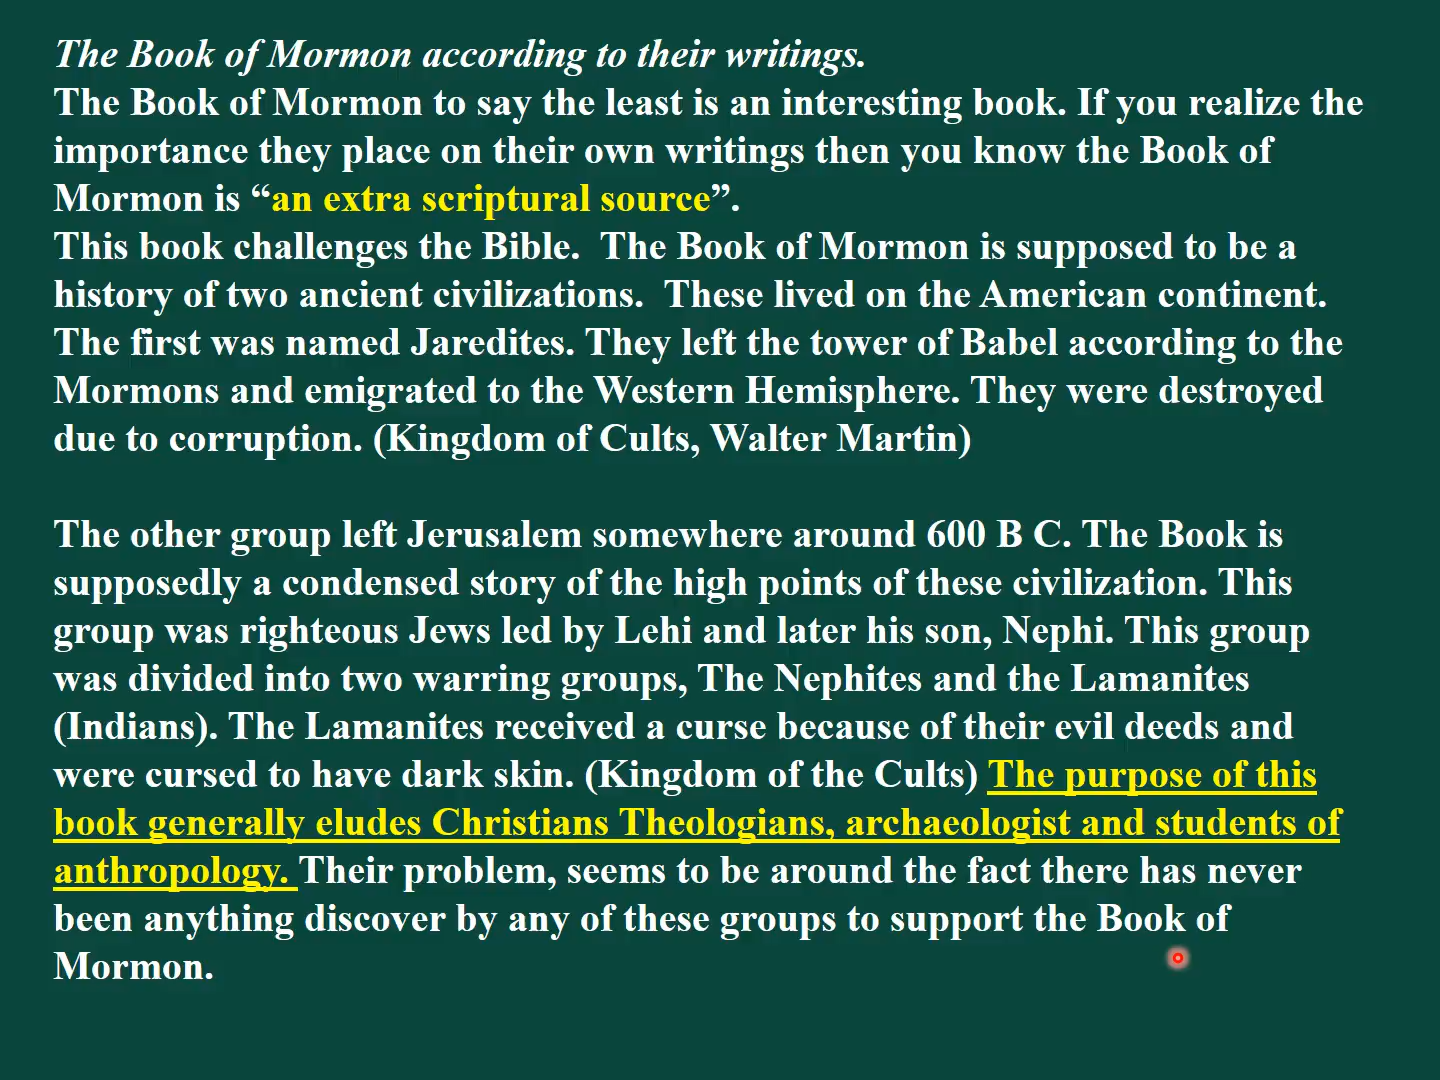 The Book of Mormon according to their writings.
The Book of Mormon to say the least is an interesting book. If you realize the
importance they place on their own writings then you know the Book of
Mormon is “an extra scriptural source”.
This book challenges the Bible.  The Book of Mormon is supposed to be a
history of two ancient civilizations.  These lived on the American continent.
The first was named Jaredites. They left the tower of Babel according to the
Mormons and emigrated to the Western Hemisphere. They were destroyed
due to corruption. (Kingdom of Cults, Walter Martin)
The other group left Jerusalem somewhere around 600 B C. The Book is
supposedly a condensed story of the high points of these civilization. This
group was righteous Jews led by Lehi and later his son, Nephi. This group
was divided into two warring groups, The Nephites and the Lamanites
(Indians). The Lamanites received a curse because of their evil deeds and
were cursed to have dark skin. (Kingdom of the Cults) The purpose of this
book generally eludes Christians Theologians, archaeologist and students of
anthropology. Their problem, seems to be around the fact there has never
been anything discover by any of these groups to support the Book of
Mormon.